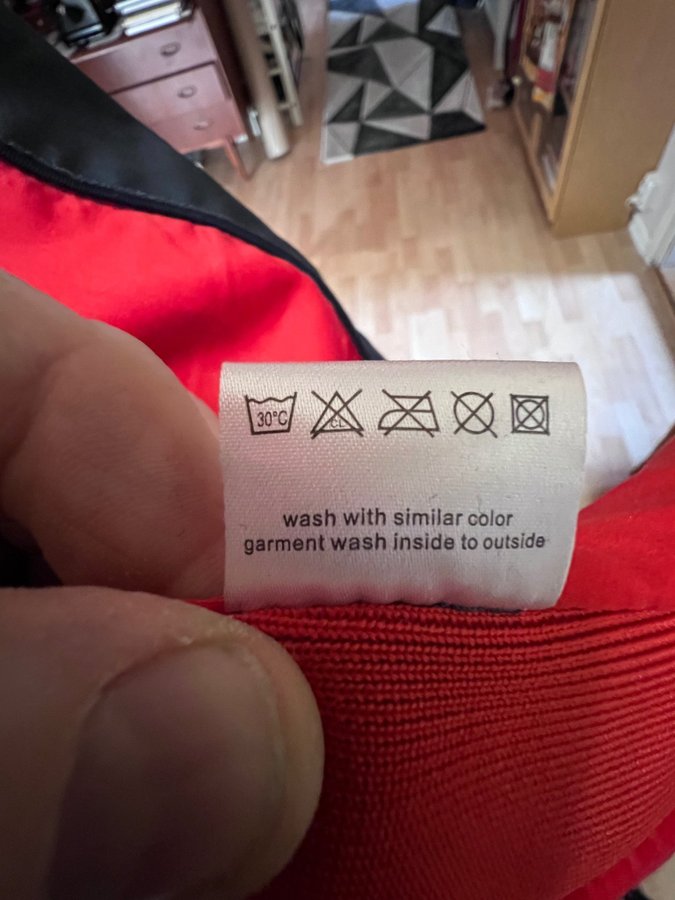 30°C CL
wash with similar color
garment wash inside to outside